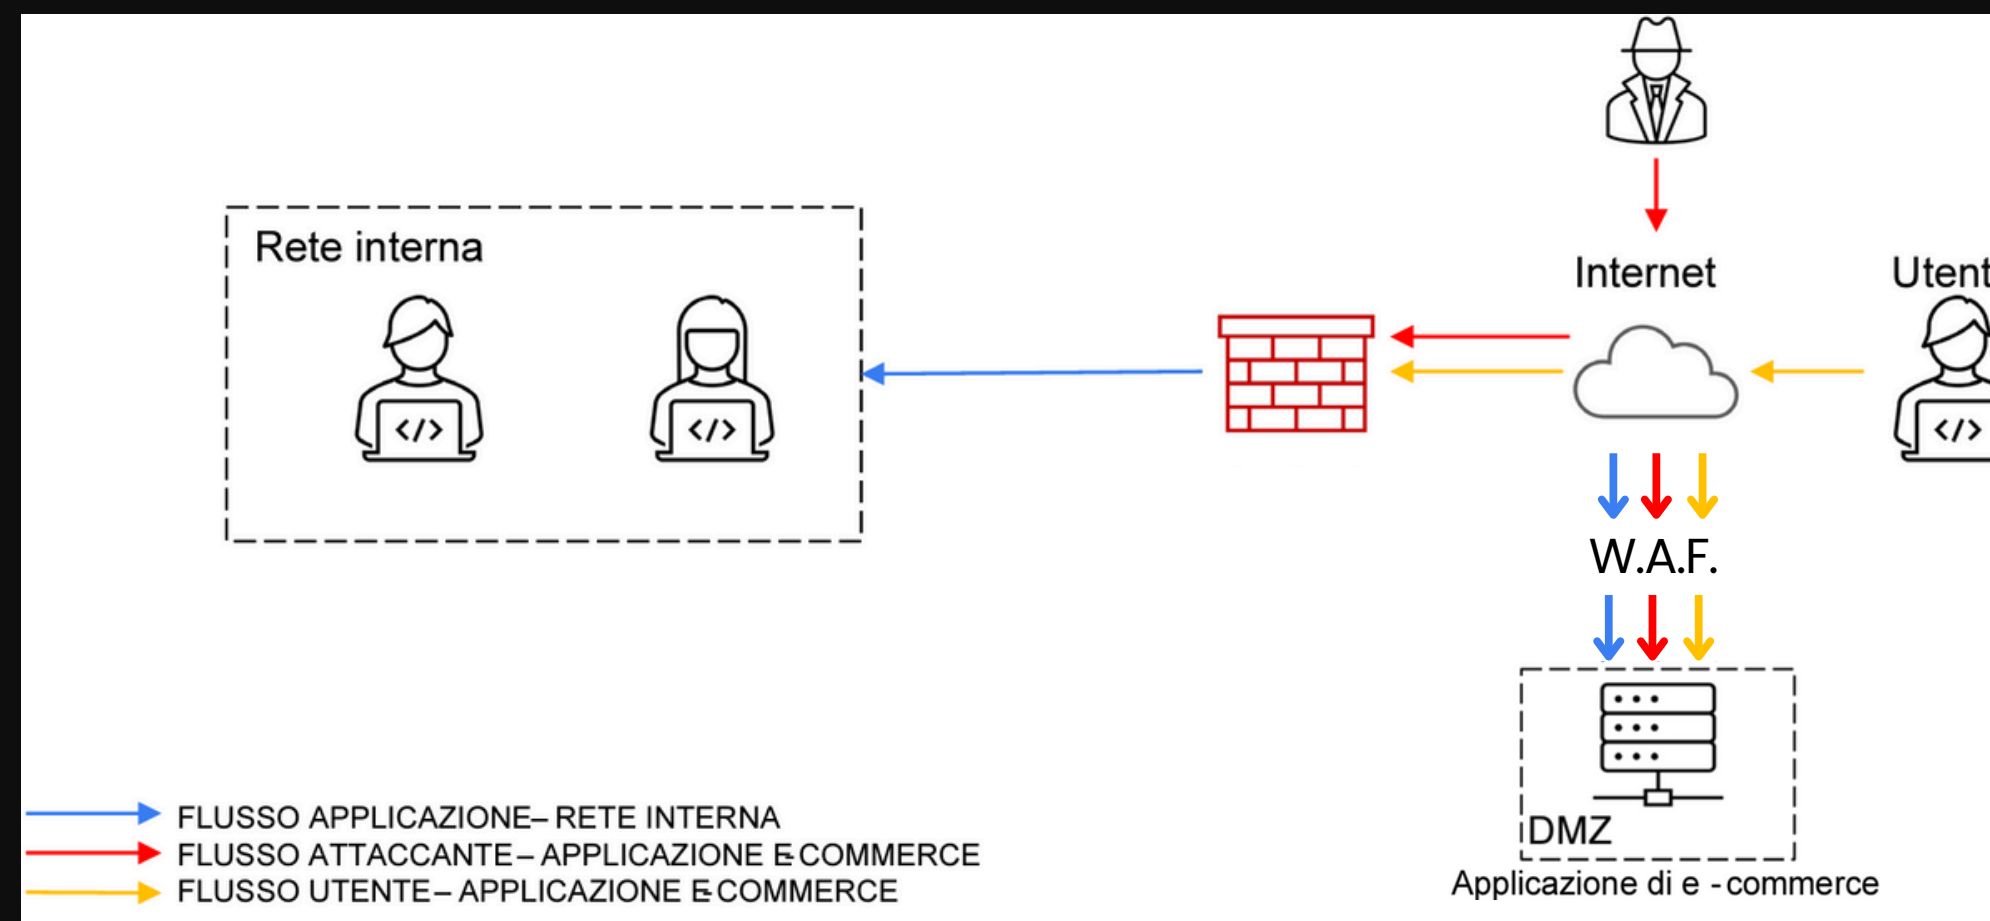 Rete interna
</>
</>
Internet
Utent
</>
W.A.F.
DMZ
Applicazione di e -commerce
FLUSSO APPLICAZIONE– RETE INTERNA
FLUSSO ATTACCANTE– APPLICAZIONE E-COMMERCE
FLUSSO UTENTE– APPLICAZIONE E-COMMERCE